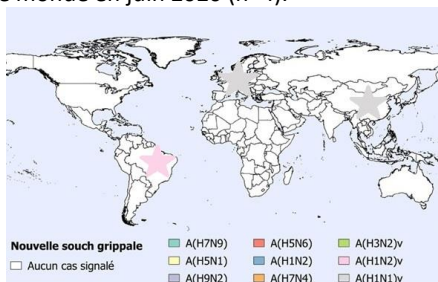 monde en juin 2020 (n=4).
Nouvelle souch grippale
Aucun cas signalé
A(H7N9) A(H5N6) A(H3N2)v
A(H5N1) A(H1N2) A(H1N2)v
A(H9N2) A(H7N4) A(H1N1)v